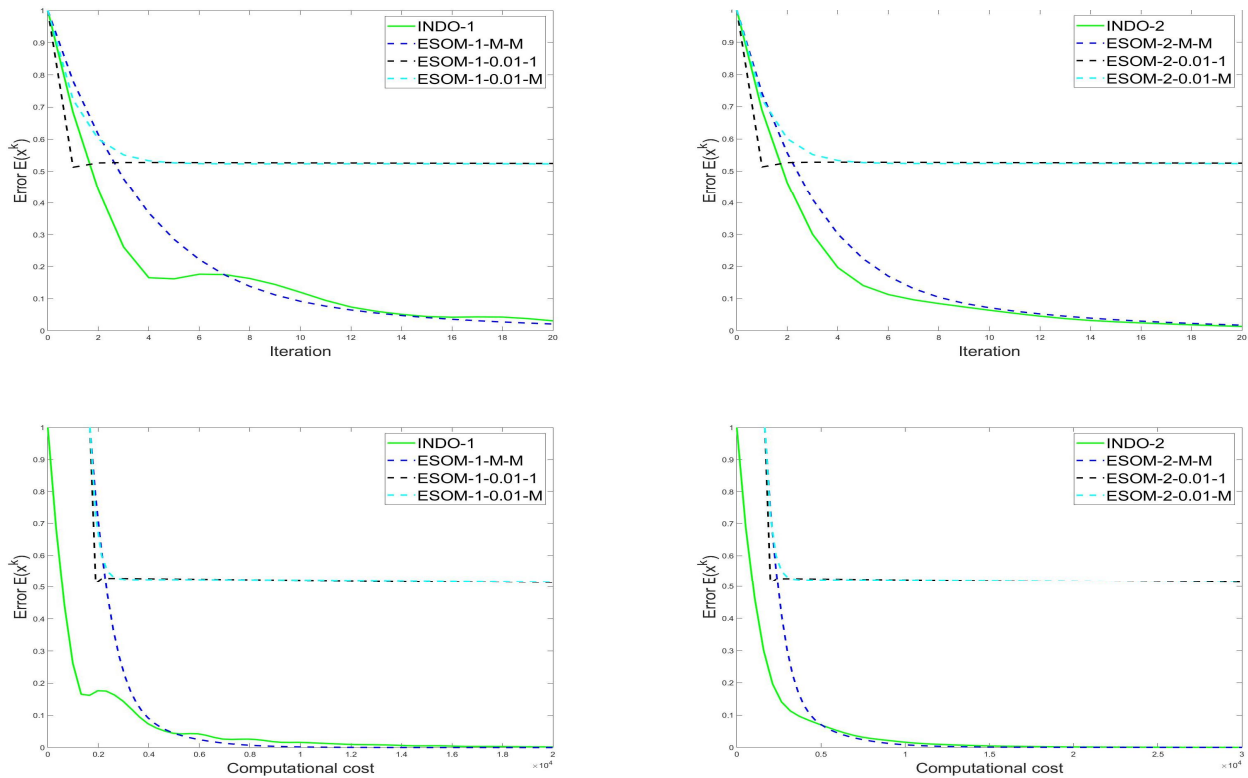 1
0.9
0.8
0.7
0.6
0.5
0.4
0.3
0.2
0.1
0
Error E(x^k)
INDO-1
ESOM-1-M-M
ESOM-1-0.01-1
ESOM-1-0.01-M
0 2 4 6 8 10 12 14 16 18 20
Iteration
1
0.9
0.8
0.7
0.6
0.5
0.4
0.3
0.2
0.1
0
Error E(x^k)
INDO-2
ESOM-2-M-M
ESOM-2-0.01-1
ESOM-2-0.01-M
0 2 4 6 8 10 12 14 16 18 20
Iteration
1
0.9
0.8
0.7
0.6
0.5
0.4
0.3
0.2
0.1
0
Error E(x^k)
INDO-1
ESOM-1-M-M
ESOM-1-0.01-1
ESOM-1-0.01-M
0 0.2 0.4 0.6 0.8 1 1.2 1.4 1.6 1.8 2
Computational cost
×10^4
1
0.9
0.8
0.7
0.6
0.5
0.4
0.3
0.2
0.1
0
Error E(x^k)
INDO-2
ESOM-2-M-M
ESOM-2-0.01-1
ESOM-2-0.01-M
0 0.5 1 1.5 2 2.5 3
Computational cost
×10^4